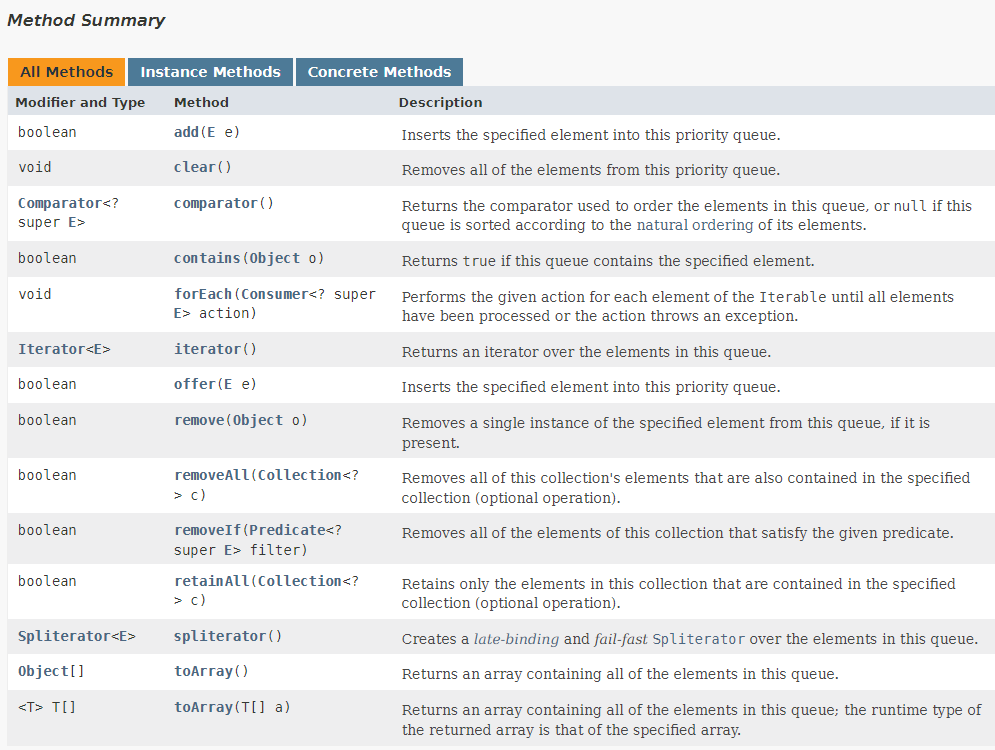 Method Summary
All Methods Instance Methods Concrete Methods
Modifier and Type Method Description
boolean add(E e) Inserts the specified element into this priority queue.
void clear() Removes all of the elements from this priority queue.
Comparator<? comparator() Returns the comparator used to order the elements in this queue, or null if this
super E> queue is sorted according to the natural ordering of its elements.
boolean contains(Object o) Returns true if this queue contains the specified element.
void forEach(Consumer<? super Performs the given action for each element of the Iterable until all elements
E> action) have been processed or the action throws an exception.
Iterator<E> iterator() Returns an iterator over the elements in this queue.
boolean offer(E e) Inserts the specified element into this priority queue.
boolean remove(Object o) Removes a single instance of the specified element from this queue, if it is
present.
boolean removeAll(Collection<? Removes all of this collection's elements that are also contained in the specified
> c) collection (optional operation).
boolean removeIf(Predicate<? Removes all of the elements of this collection that satisfy the given predicate.
super E> filter)
boolean retainAll(Collection<? Retains only the elements in this collection that are contained in the specified
> c) collection (optional operation).
Spliterator<E> spliterator() Creates a late-binding and fail-fast Spliterator over the elements in this queue.
Object[] toArray() Returns an array containing all of the elements in this queue.
<T> T[] toArray(T[] a) Returns an array containing all of the elements in this queue; the runtime type of
the returned array is that of the specified array.